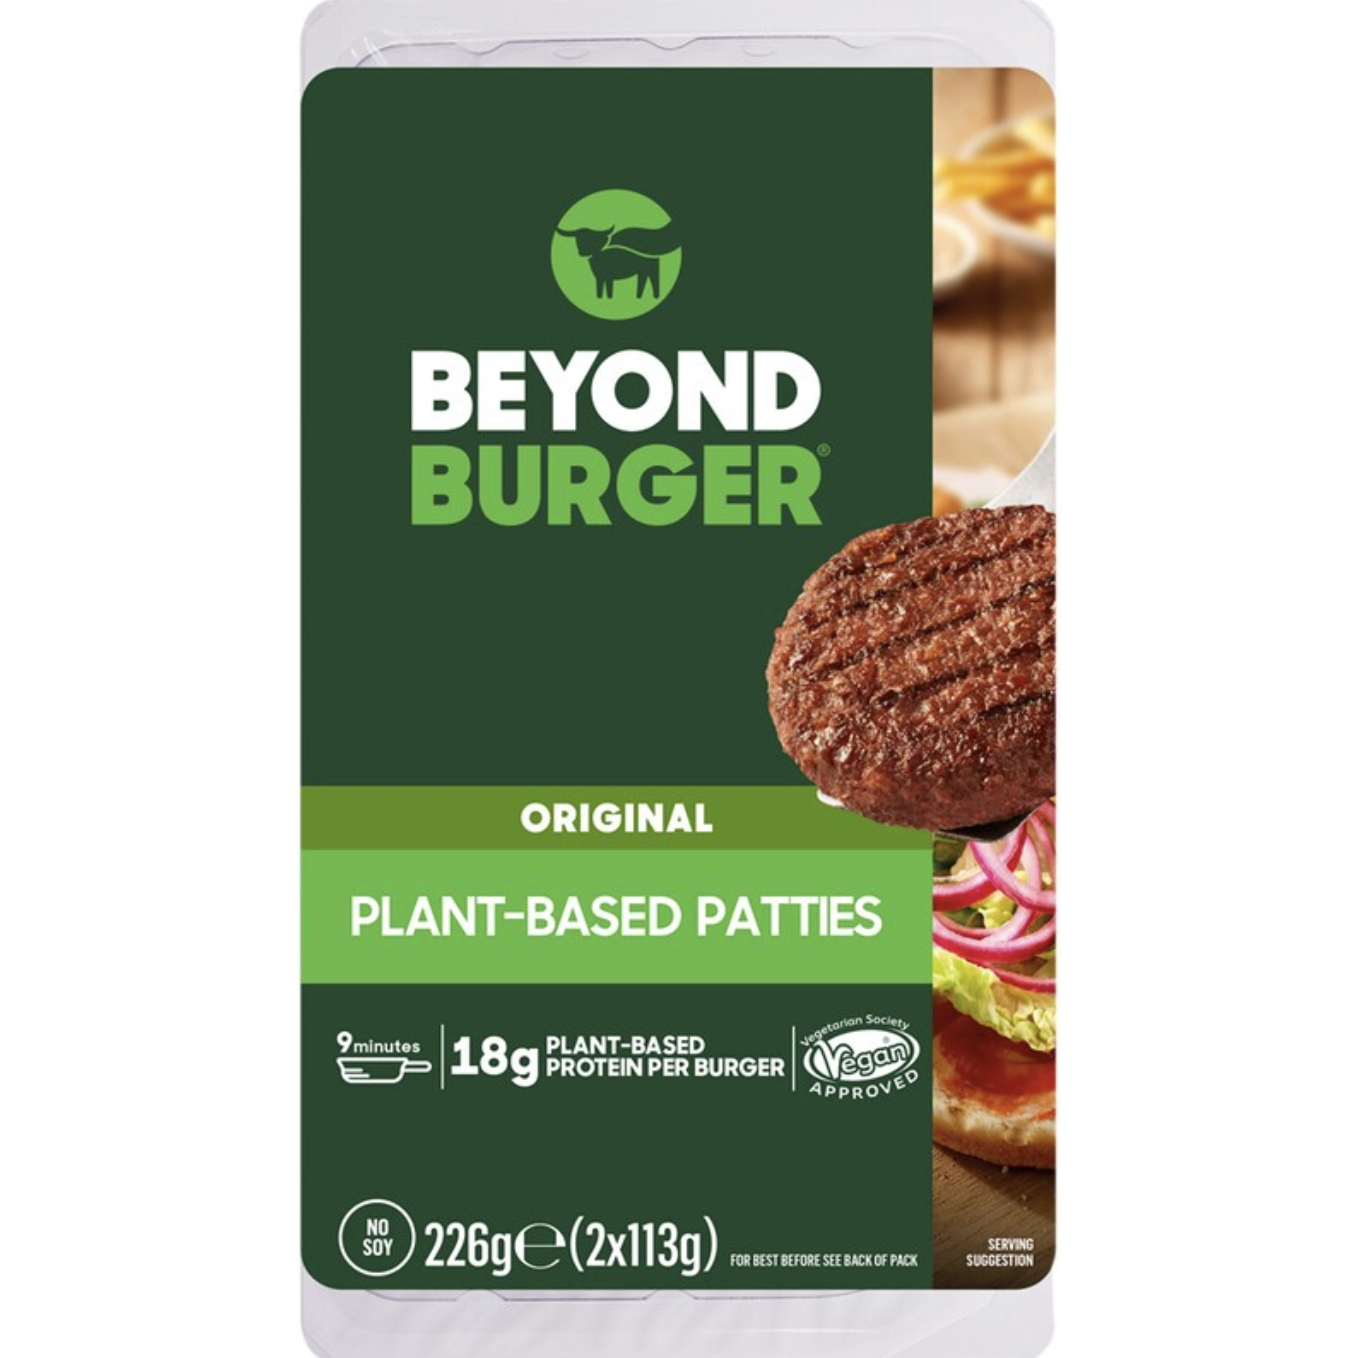 BEYOND
BURGER®
ORIGINAL
PLANT-BASED PATTIES
9 minutes
18g PLANT-BASED
PROTEIN PER BURGER
Vegetarian Society
Vegan®
APPROVED
NO
SOY
226g℮(2x113g)
FOR BEST BEFORE SEE BACK OF PACK
SERVING
SUGGESTION